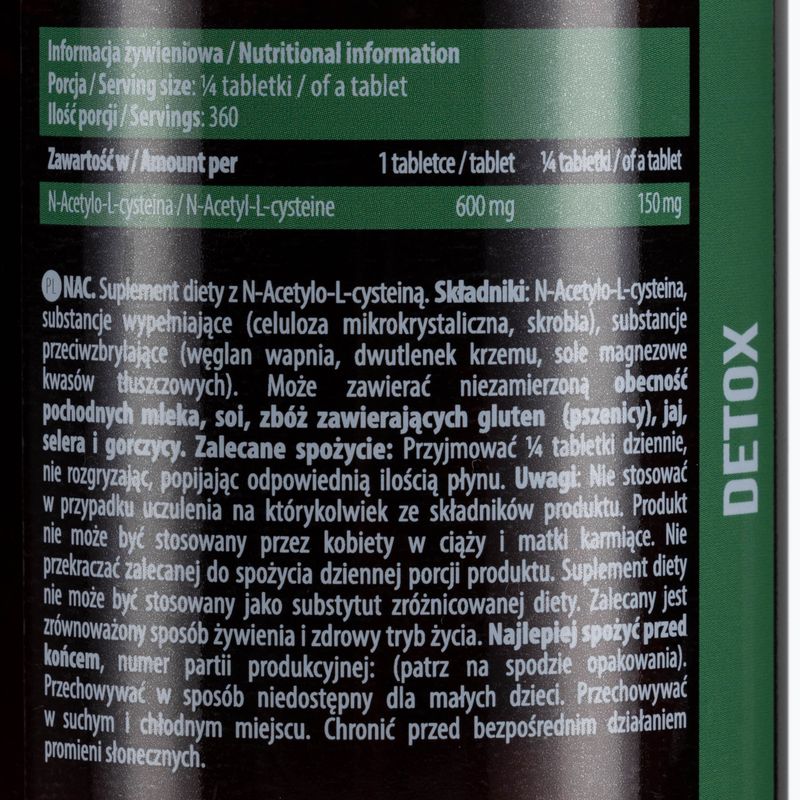 Informacja żywieniowa / Nutritional information
Porcja / Serving size: ¼ tabletki / of a tablet
Ilość porcji / Servings: 360
Zawartość w / Amount per 1 tabletce / tablet ¼ tabletki / of a tablet
N-Acetylo-L-cysteina / N-Acetyl-L-cysteine 600 mg 150 mg
PL NAC. Suplement diety z N-Acetylo-L-cysteiną. Składniki: N-Acetylo-L-cysteina,
substancje wypełniające (celuloza mikrokrystaliczna, skrobia), substancje
przeciwzbrylające (węglan wapnia, dwutlenek krzemu, sole magnezowe
kwasów tłuszczowych). Może zawierać niezamierzoną obecność
pochodnych mleka, soi, zbóż zawierających gluten (pszenicy), jaj,
selera i gorczycy. Zalecane spożycie: Przyjmować ¼ tabletki dziennie,
nie rozgryzając, popijając odpowiednią ilością płynu. Uwagi: Nie stosować
w przypadku uczulenia na którykolwiek ze składników produktu. Produkt
nie może być stosowany przez kobiety w ciąży i matki karmiące. Nie
przekraczać zalecanej do spożycia dziennej porcji produktu. Suplement diety
nie może być stosowany jako substytut zróżnicowanej diety. Zalecany jest
zrównoważony sposób żywienia i zdrowy tryb życia. Najlepiej spożyć przed
końcem, numer partii produkcyjnej: (patrz na spodzie opakowania).
Przechowywać w sposób niedostępny dla małych dzieci. Przechowywać
w suchym i chłodnym miejscu. Chronić przed bezpośrednim działaniem
promieni słonecznych.
DETOX